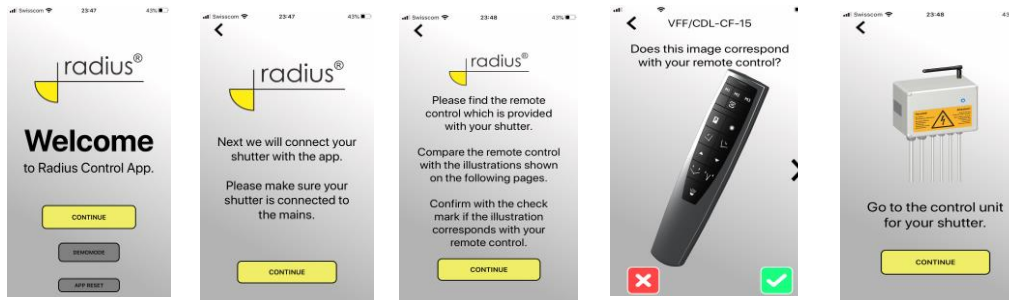 Swisscom
23:47
43%
radius®
Welcome
to Radius Control App.
CONTINUE
DEMOMODE
APP RESET
Swisscom
23:47
43%
radius®
Next we will connect your
shutter with the app.
Please make sure your
shutter is connected to
the mains.
CONTINUE
Swisscom
23:48
43%
radius®
Please find the remote
control which is provided
with your shutter.
Compare the remote control
with the illustrations shown
on the following pages.
Confirm with the check
mark if the illustration
corresponds with your
remote control.
CONTINUE
VFF/CDL-CF-15
Does this image correspond
with your remote control?
Swisscom
23:48
43%
Go to the control unit
for your shutter.
CONTINUE